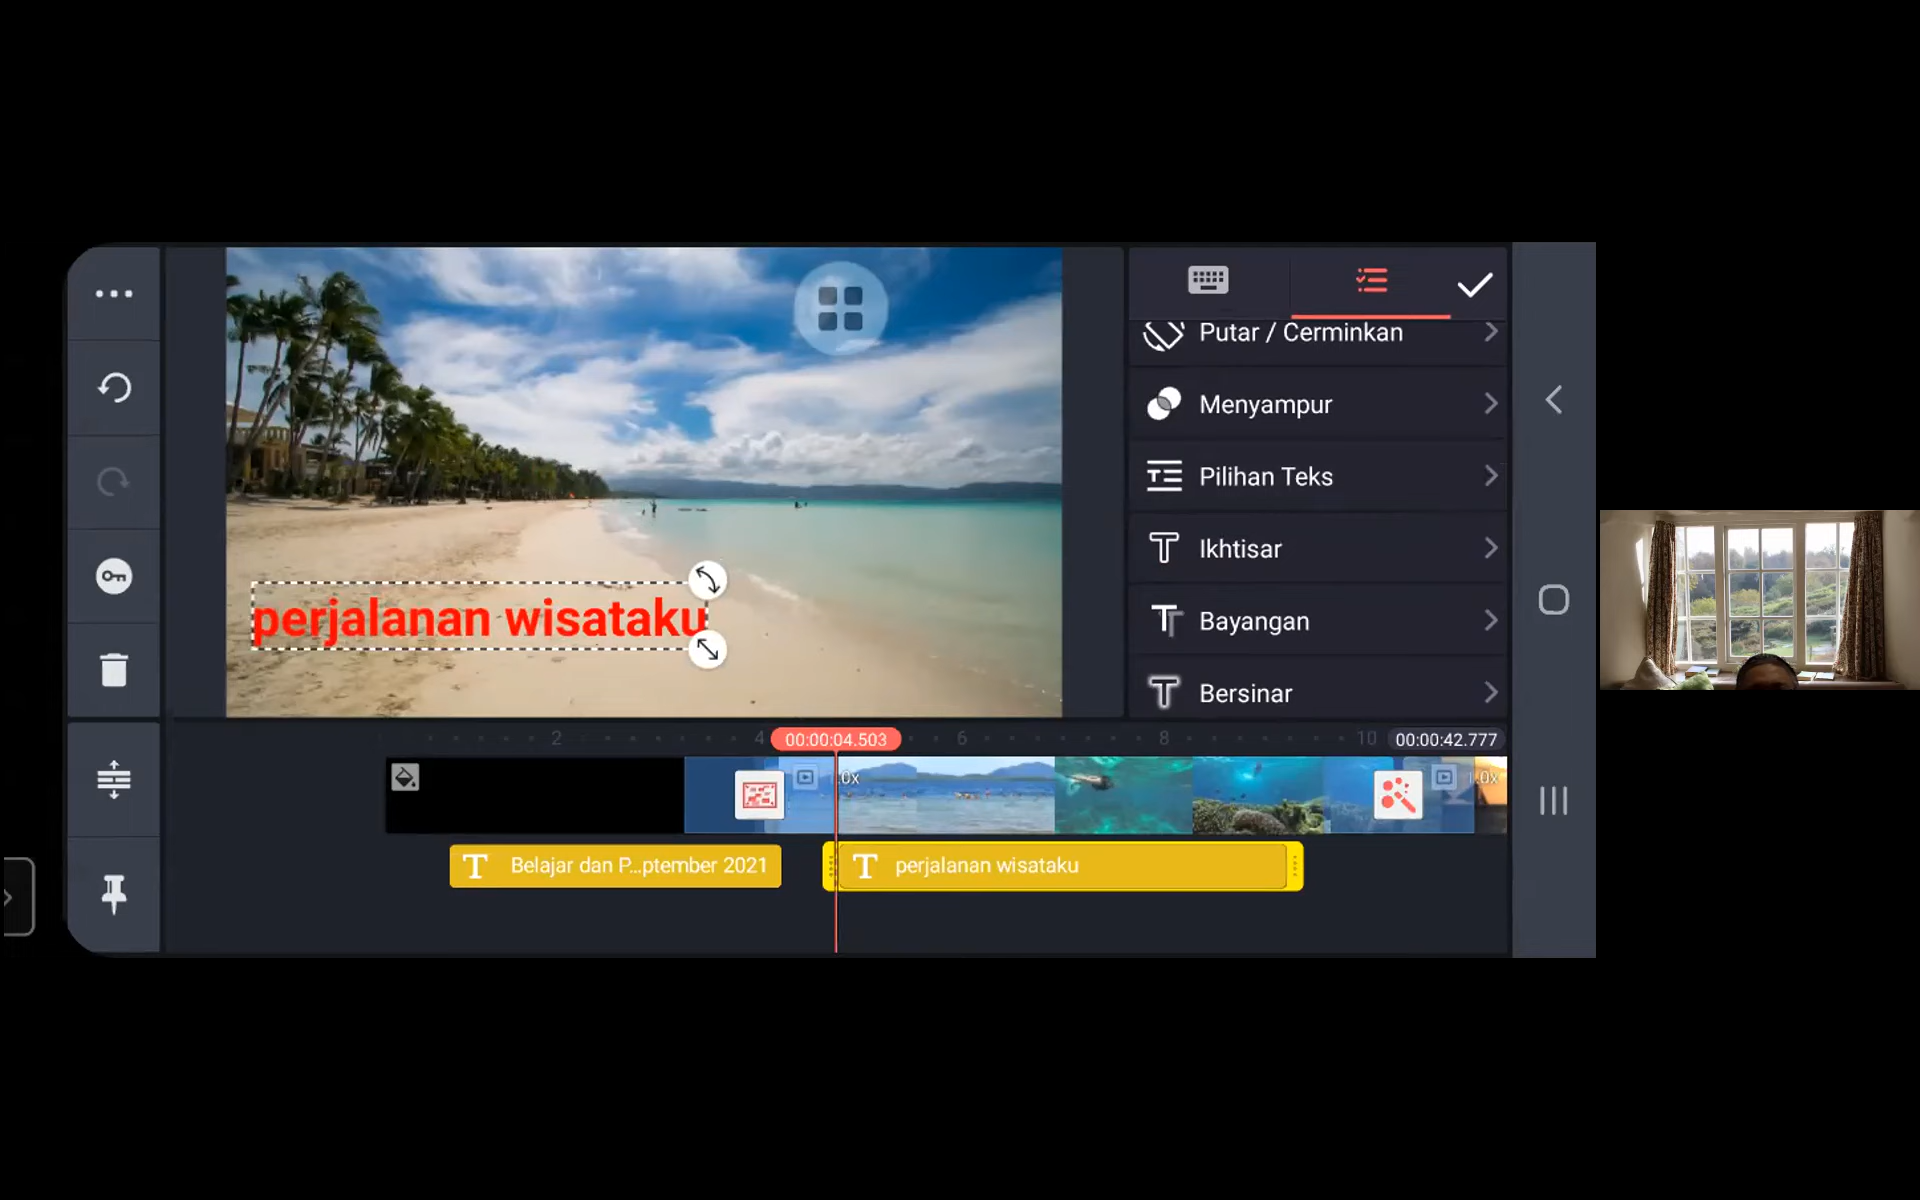 Putar / Cerminkan
Menyampur
Pilihan Teks
Ikhtisar
Bayangan
Bersinar
perjalanan wisataku
2
4
00:00:04.503
6
8
10
00:00:42.777
.0x
1.0x
T Belajar dan P...ptember 2021
T perjalanan wisataku